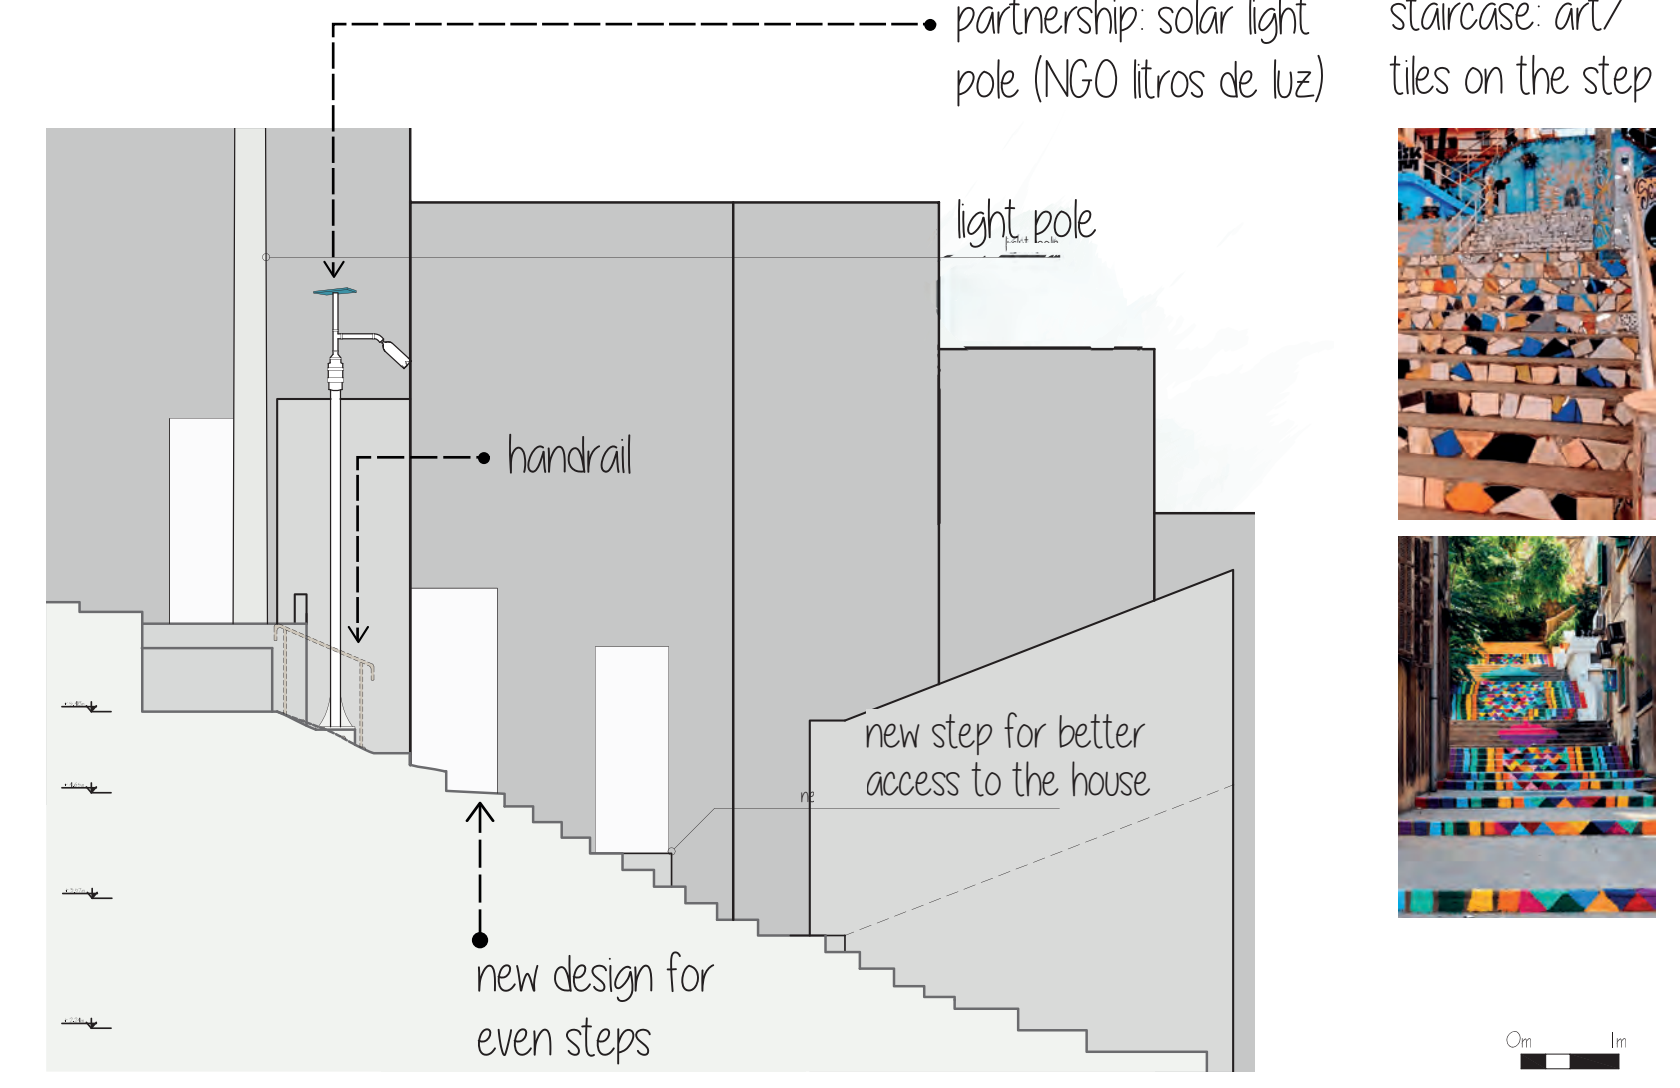 partnership: solar light
pole (NGO litros de luz)
staircase: art/
tiles on the step
light pole
handrail
new step for better
access to the house
ne
new design for
even steps
0m 1m